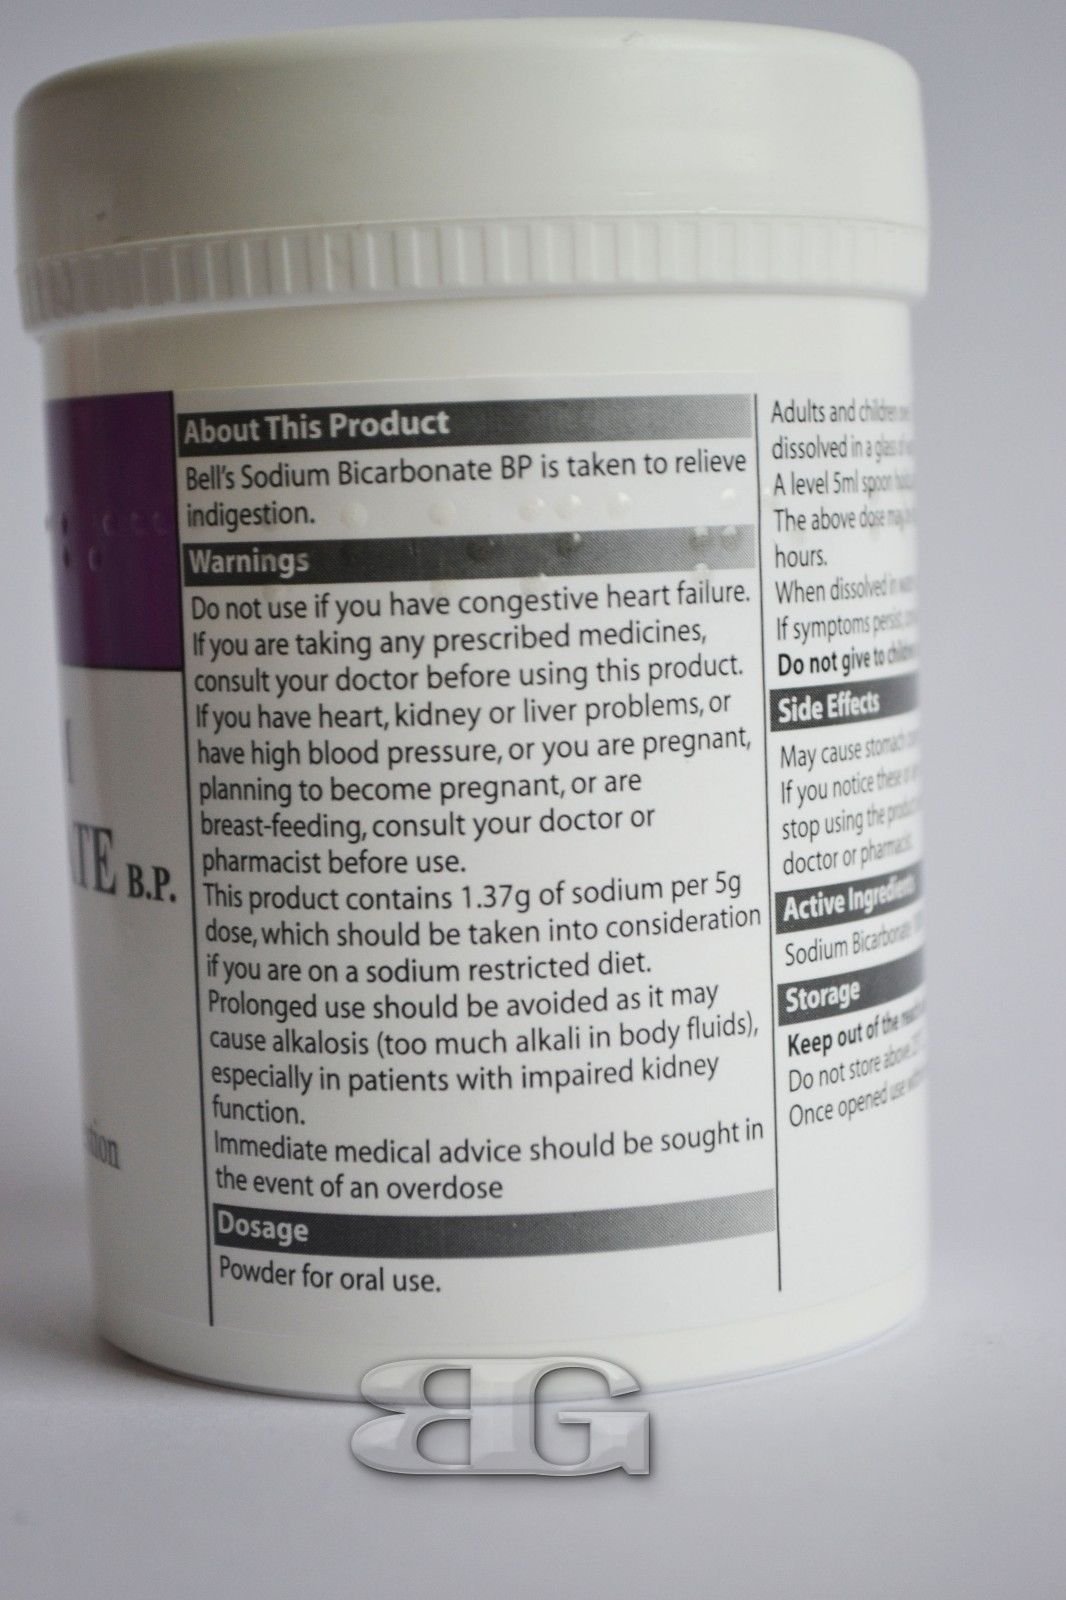 About This Product
Bell's Sodium Bicarbonate BP is taken to relieve
indigestion.
Warnings
Do not use if you have congestive heart failure.
If you are taking any prescribed medicines,
consult your doctor before using this product.
If you have heart, kidney or liver problems, or
have high blood pressure, or you are pregnant,
planning to become pregnant, or are
breast-feeding, consult your doctor or
pharmacist before use.
This product contains 1.37g of sodium per 5g
dose, which should be taken into consideration
if you are on a sodium restricted diet.
Prolonged use should be avoided as it may
cause alkalosis (too much alkali in body fluids),
especially in patients with impaired kidney
function.
Immediate medical advice should be sought in
the event of an overdose
Dosage
Powder for oral use.
Adults and children
dissolved in a glass of
A level 5ml spoon
The above dose may
hours.
When dissolved in
If symptoms persist
Do not give to children
Side Effects
May cause stomach
If you notice these
stop using the product
doctor or pharmacist.
Active Ingredients
Sodium Bicarbonate
Storage
Keep out of the reach
Do not store above
Once opened use
B.P.
BG